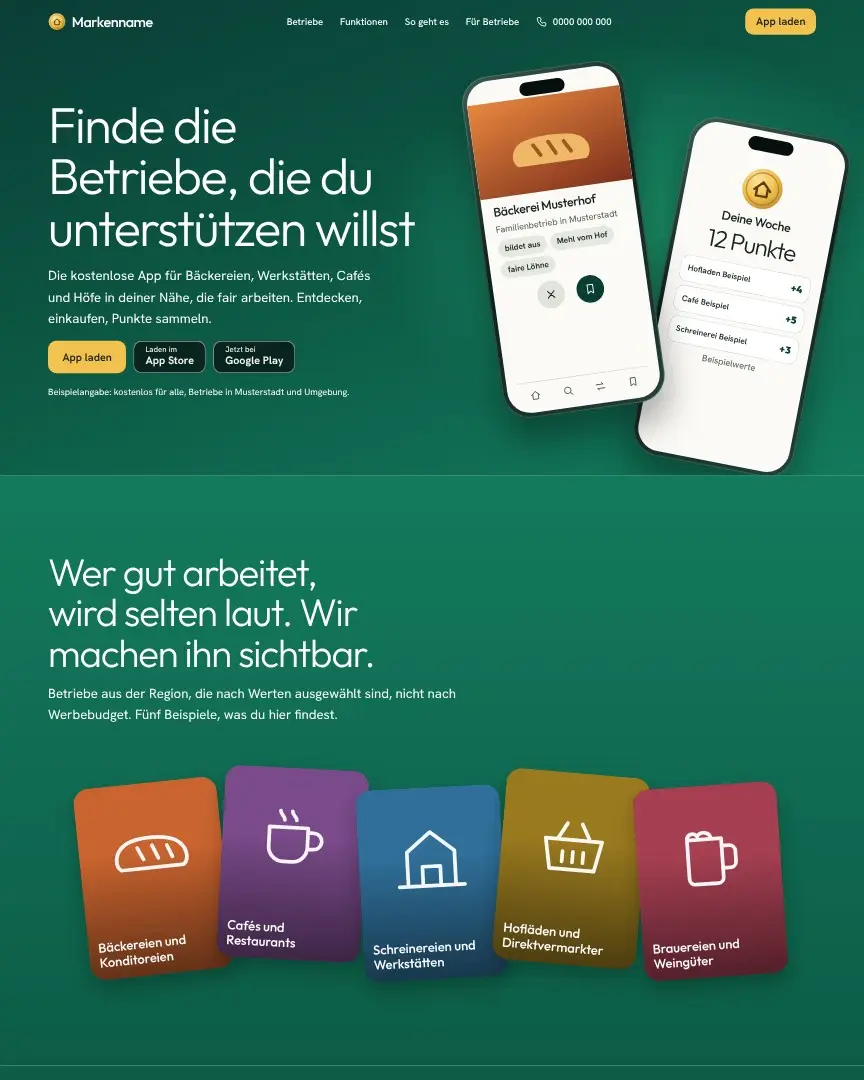 Markenname
Betriebe
Funktionen
So geht es
Für Betriebe
0000 000 000
App laden
Finde die
Betriebe, die du
unterstützen willst
Die kostenlose App für Bäckereien, Werkstätten, Cafés
und Höfe in deiner Nähe, die fair arbeiten. Entdecken,
einkaufen, Punkte sammeln.
App laden
Laden im
App Store
Jetzt bei
Google Play
Beispielangabe: kostenlos für alle, Betriebe in Musterstadt und Umgebung.
Bäckerei Musterhof
Familienbetrieb in Musterstadt
bildet aus
Mehl vom Hof
faire Löhne
Deine Woche
12 Punkte
Hofladen Beispiel +4
Café Beispiel +5
Schreinerei Beispiel +3
Beispielwerte
Wer gut arbeitet,
wird selten laut. Wir
machen ihn sichtbar.
Betriebe aus der Region, die nach Werten ausgewählt sind, nicht nach
Werbebudget. Fünf Beispiele, was du hier findest.
Bäckereien und
Konditoreien
Cafés und
Restaurants
Schreinereien und
Werkstätten
Hofläden und
Direktvermarkter
Brauereien und
Weingüter